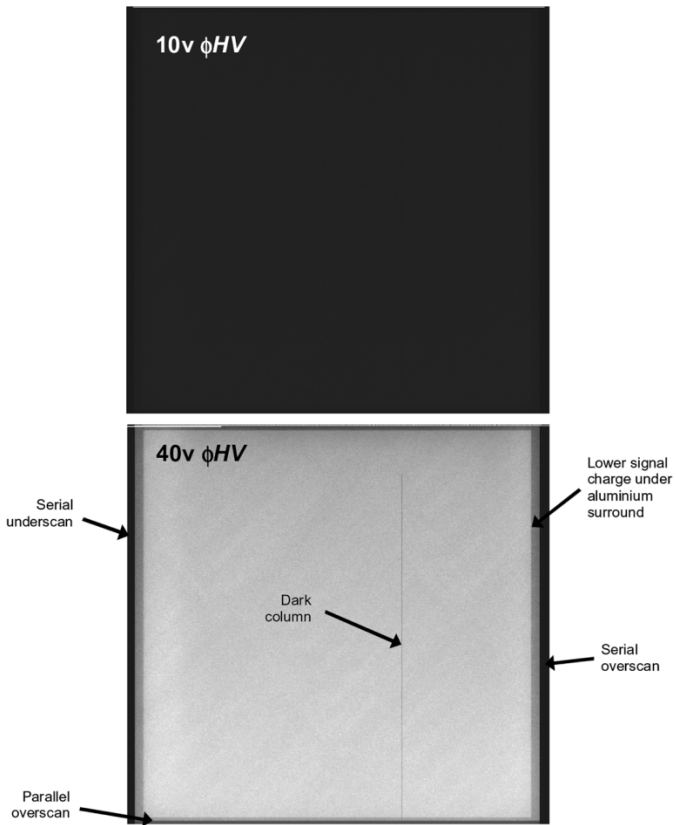 10v ϕHV
40v ϕHV
Lower signal
charge under
aluminium
surround
Serial
underscan
Dark
column
Serial
overscan
Parallel
overscan